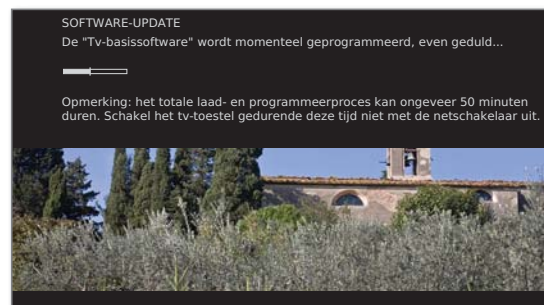 SOFTWARE-UPDATE
De "Tv-basissoftware" wordt momenteel geprogrammeerd, even geduld...
Opmerking: het totale laad- en programmeerproces kan ongeveer 50 minuten
duren. Schakel het tv-toestel gedurende deze tijd niet met de netschakelaar uit.